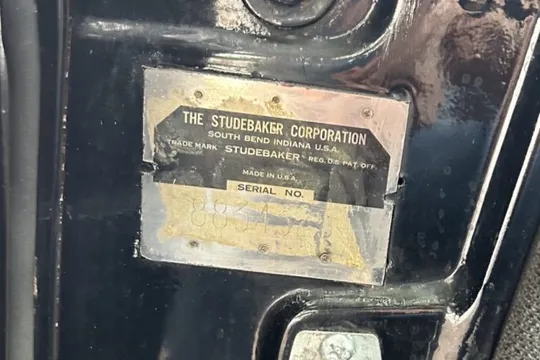 THE STUDEBAKER CORPORATION
SOUTH BEND INDIANA U.S.A.
TRADE MARK STUDEBAKER REG. U.S. PAT. OFF.
MADE IN U.S.A.
SERIAL NO.